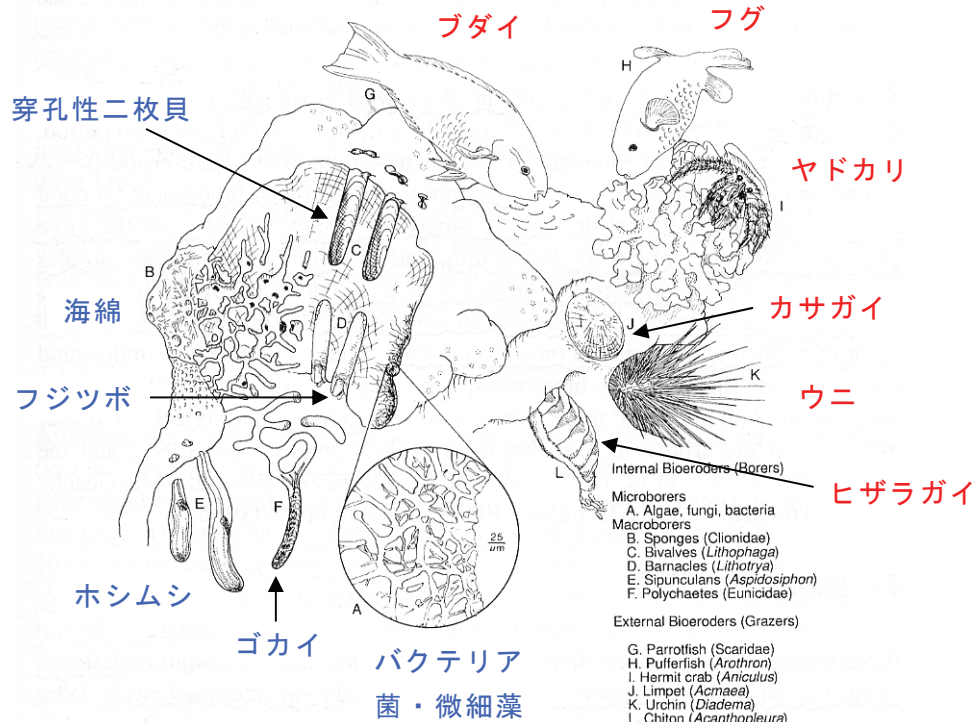 ブダイ
フグ
H
G
穿孔性二枚貝
ヤドカリ
I
C
B
海綿
カサガイ
J
D
K
フジツボ
ウニ
L
Internal Bioeroders (Borers)
ヒザラガイ
Microborers
A. Algae, fungi, bacteria
Macroborers
B. Sponges (Clionidae)
C. Bivalves (Lithophaga)
D. Barnacles (Lithotrya)
E. Sipunculans (Aspidosiphon)
F. Polychaetes (Eunicidae)
External Bioeroders (Grazers)
G. Parrotfish (Scaridae)
H. Pufferfish (Arothron)
I. Hermit crab (Aniculus)
J. Limpet (Acmaea)
K. Urchin (Diadema)
L. Chiton (Acanthopleura)
E
F
25
μm
ホシムシ
A
ゴカイ
バクテリア
菌・微細藻